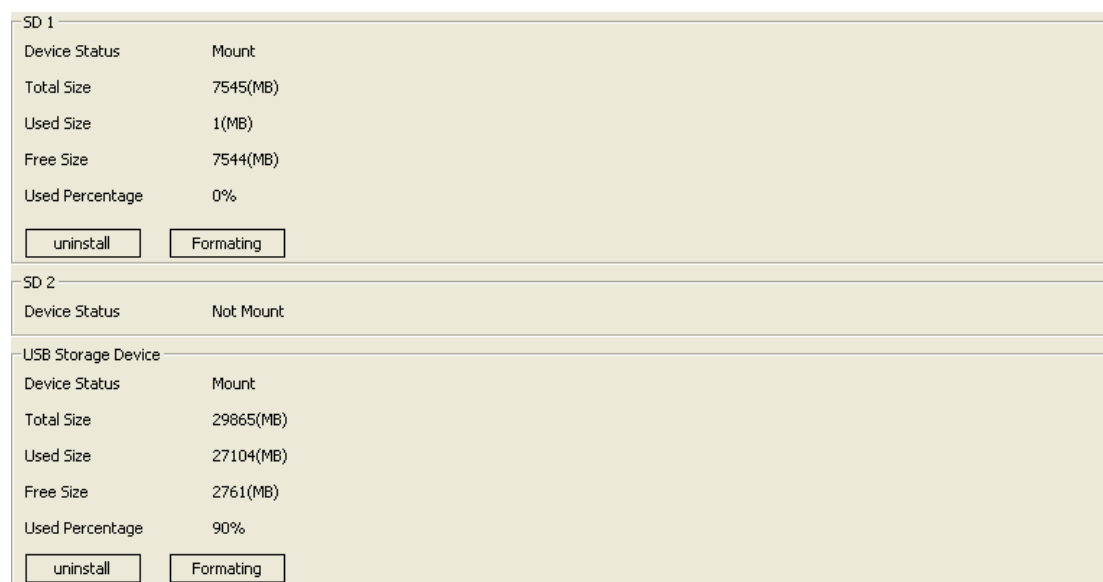 SD 1
Device Status Mount
Total Size 7545(MB)
Used Size 1(MB)
Free Size 7544(MB)
Used Percentage 0%
uninstall Formating
SD 2
Device Status Not Mount
USB Storage Device
Device Status Mount
Total Size 29865(MB)
Used Size 27104(MB)
Free Size 2761(MB)
Used Percentage 90%
uninstall Formating